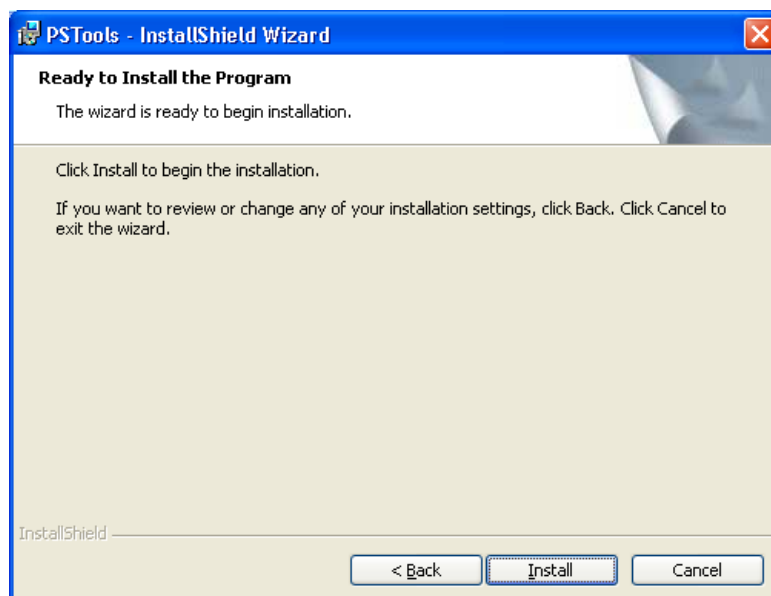 PSTools - InstallShield Wizard
Ready to Install the Program
The wizard is ready to begin installation.
Click Install to begin the installation.
If you want to review or change any of your installation settings, click Back. Click Cancel to
exit the wizard.
InstallShield
< Back Install Cancel